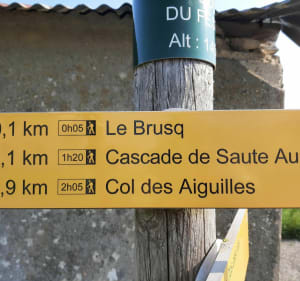 DU
Alt :
,1 km 0h05 Le Brusq
,1 km 1h20 Cascade de Saute Au
,9 km 2h05 Col des Aiguilles